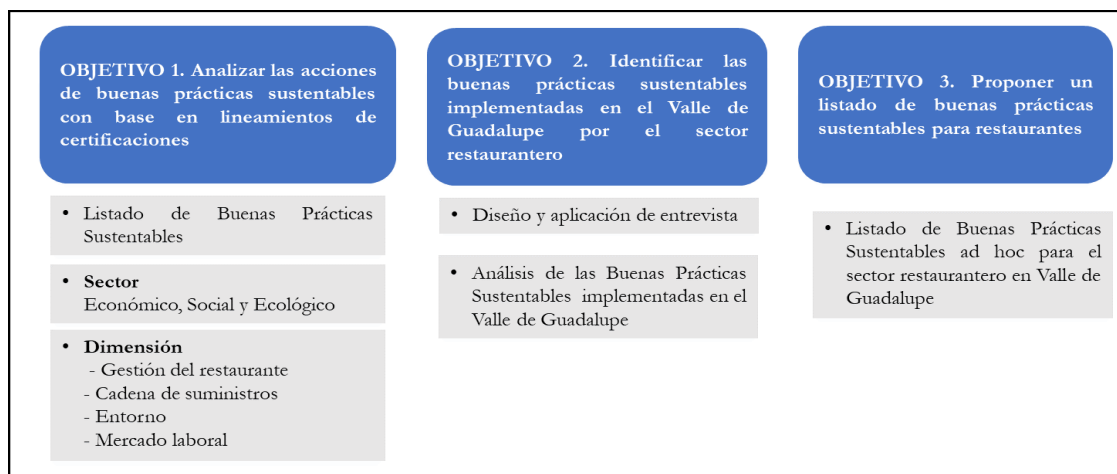 OBJETIVO 1. Analizar las acciones
de buenas prácticas sustentables
con base en lineamientos de
certificaciones
• Listado de Buenas Prácticas
Sustentables
• Sector
Económico, Social y Ecológico
• Dimensión
- Gestión del restaurante
- Cadena de suministros
- Entorno
- Mercado laboral
OBJETIVO 2. Identificar las
buenas prácticas sustentables
implementadas en el Valle de
Guadalupe por el sector
restaurantero
• Diseño y aplicación de entrevista
• Análisis de las Buenas Prácticas
Sustentables implementadas en el
Valle de Guadalupe
OBJETIVO 3. Proponer un
listado de buenas prácticas
sustentables para restaurantes
• Listado de Buenas Prácticas
Sustentables ad hoc para el
sector restaurantero en Valle de
Guadalupe